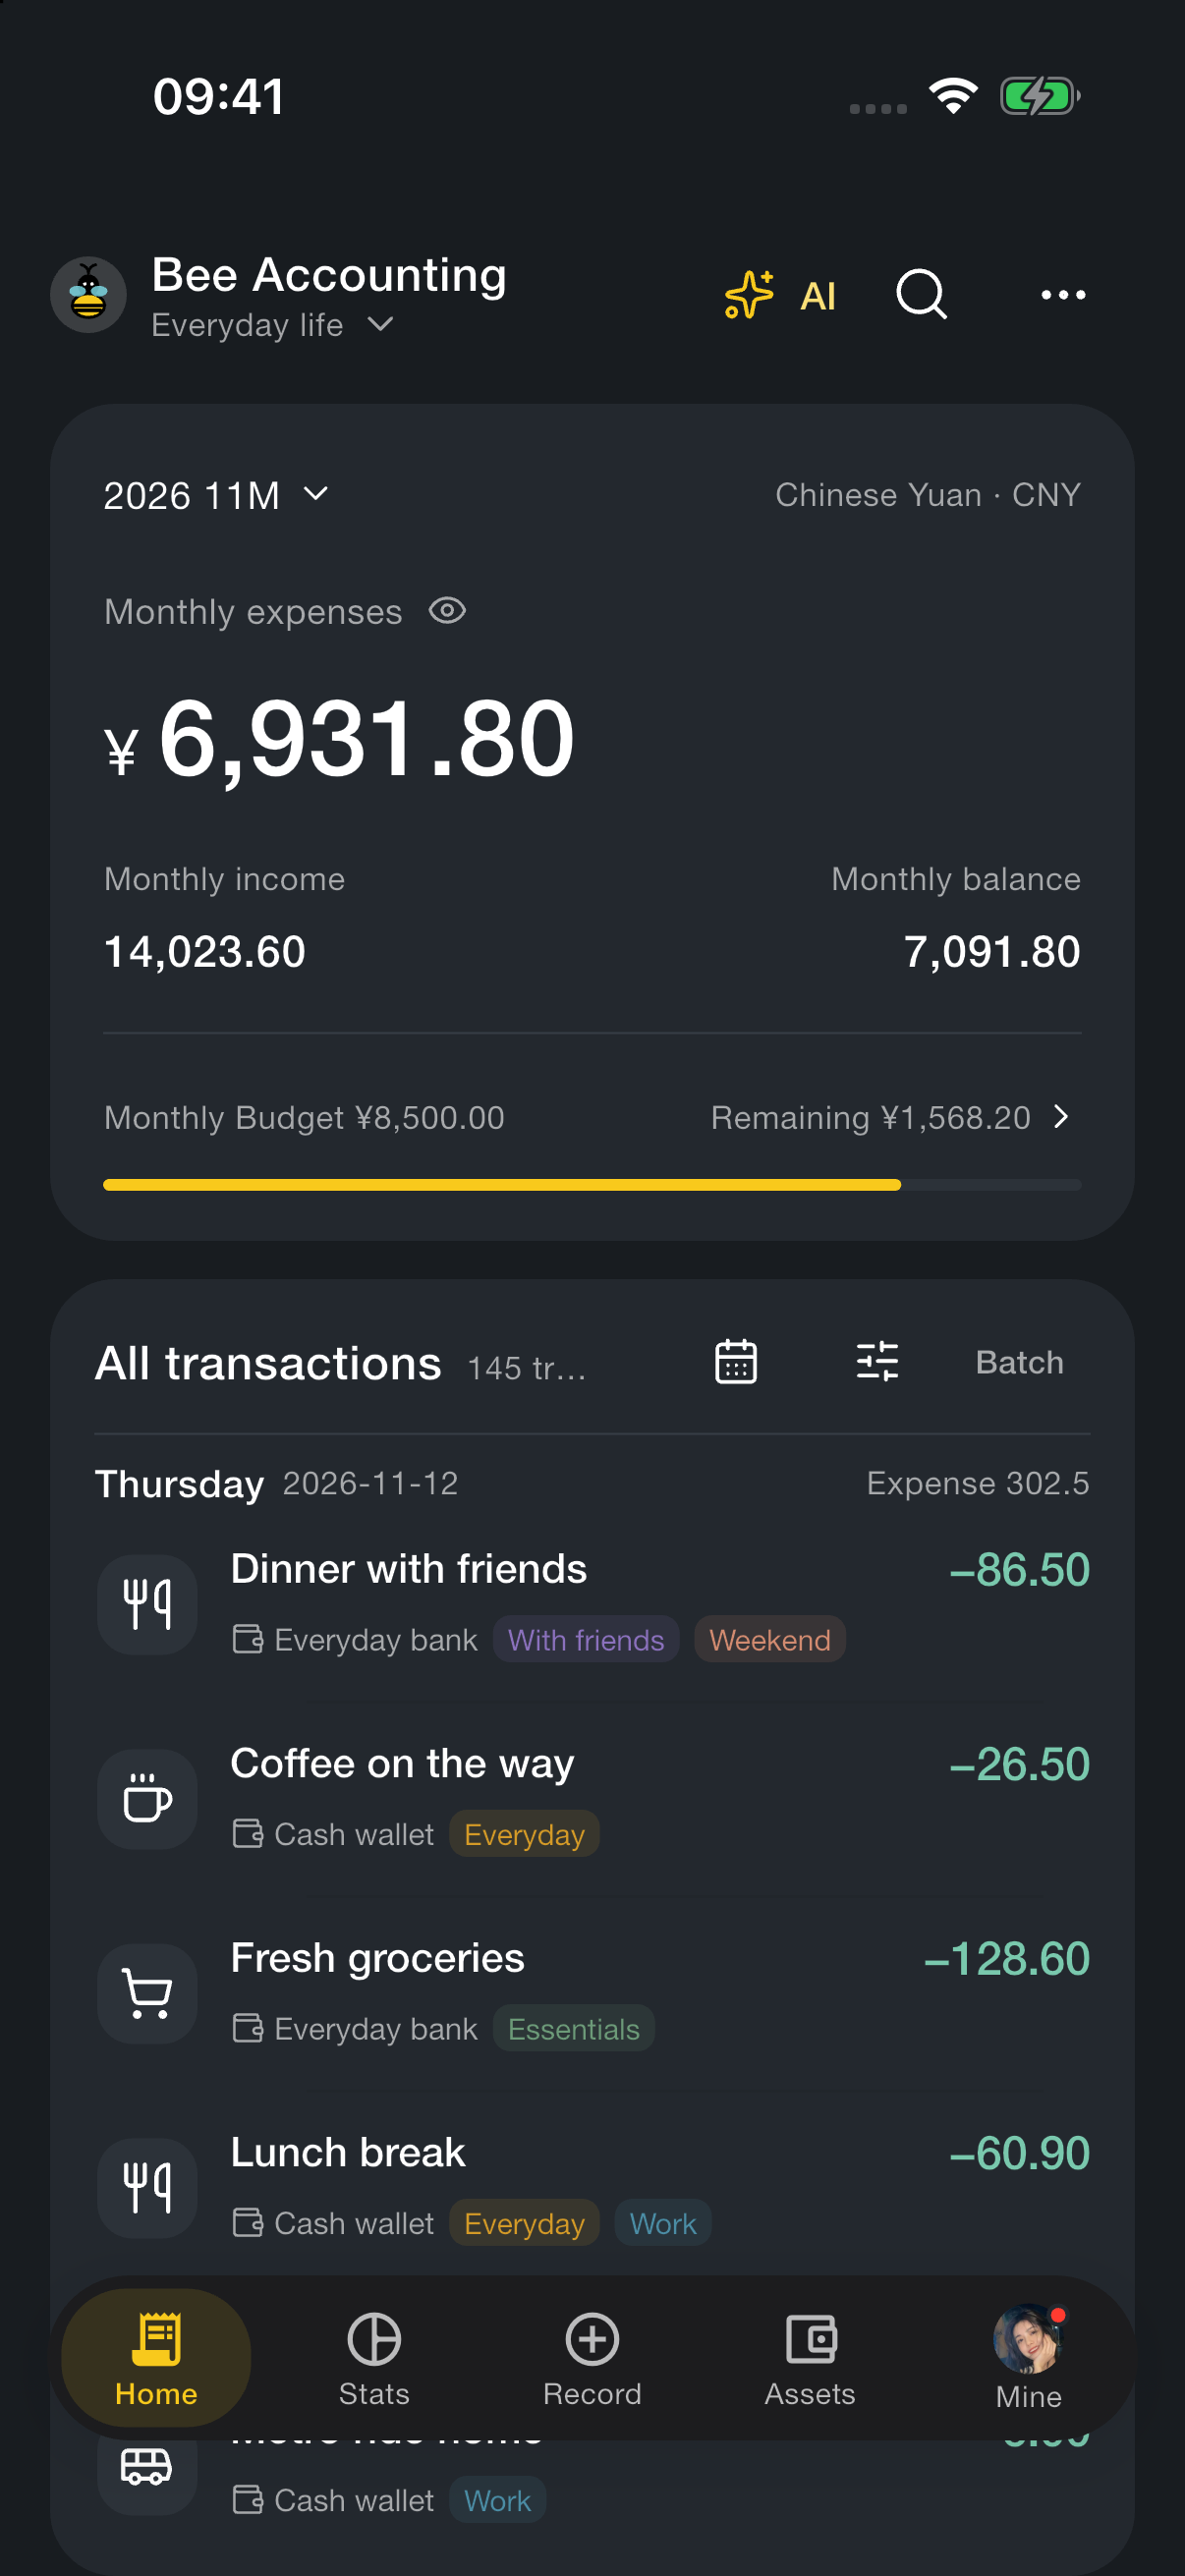 09:41
Bee Accounting
Everyday life
AI
2026 11M
Chinese Yuan · CNY
Monthly expenses
¥ 6,931.80
Monthly income
Monthly balance
14,023.60
7,091.80
Monthly Budget ¥8,500.00
Remaining ¥1,568.20
All transactions 145 tr...
Batch
Thursday 2026-11-12
Expense 302.5
Dinner with friends
–86.50
Everyday bank With friends Weekend
Coffee on the way
–26.50
Cash wallet Everyday
Fresh groceries
–128.60
Everyday bank Essentials
Lunch break
–60.90
Cash wallet Everyday Work
Home
Stats
Record
Assets
Mine
Cash wallet Work